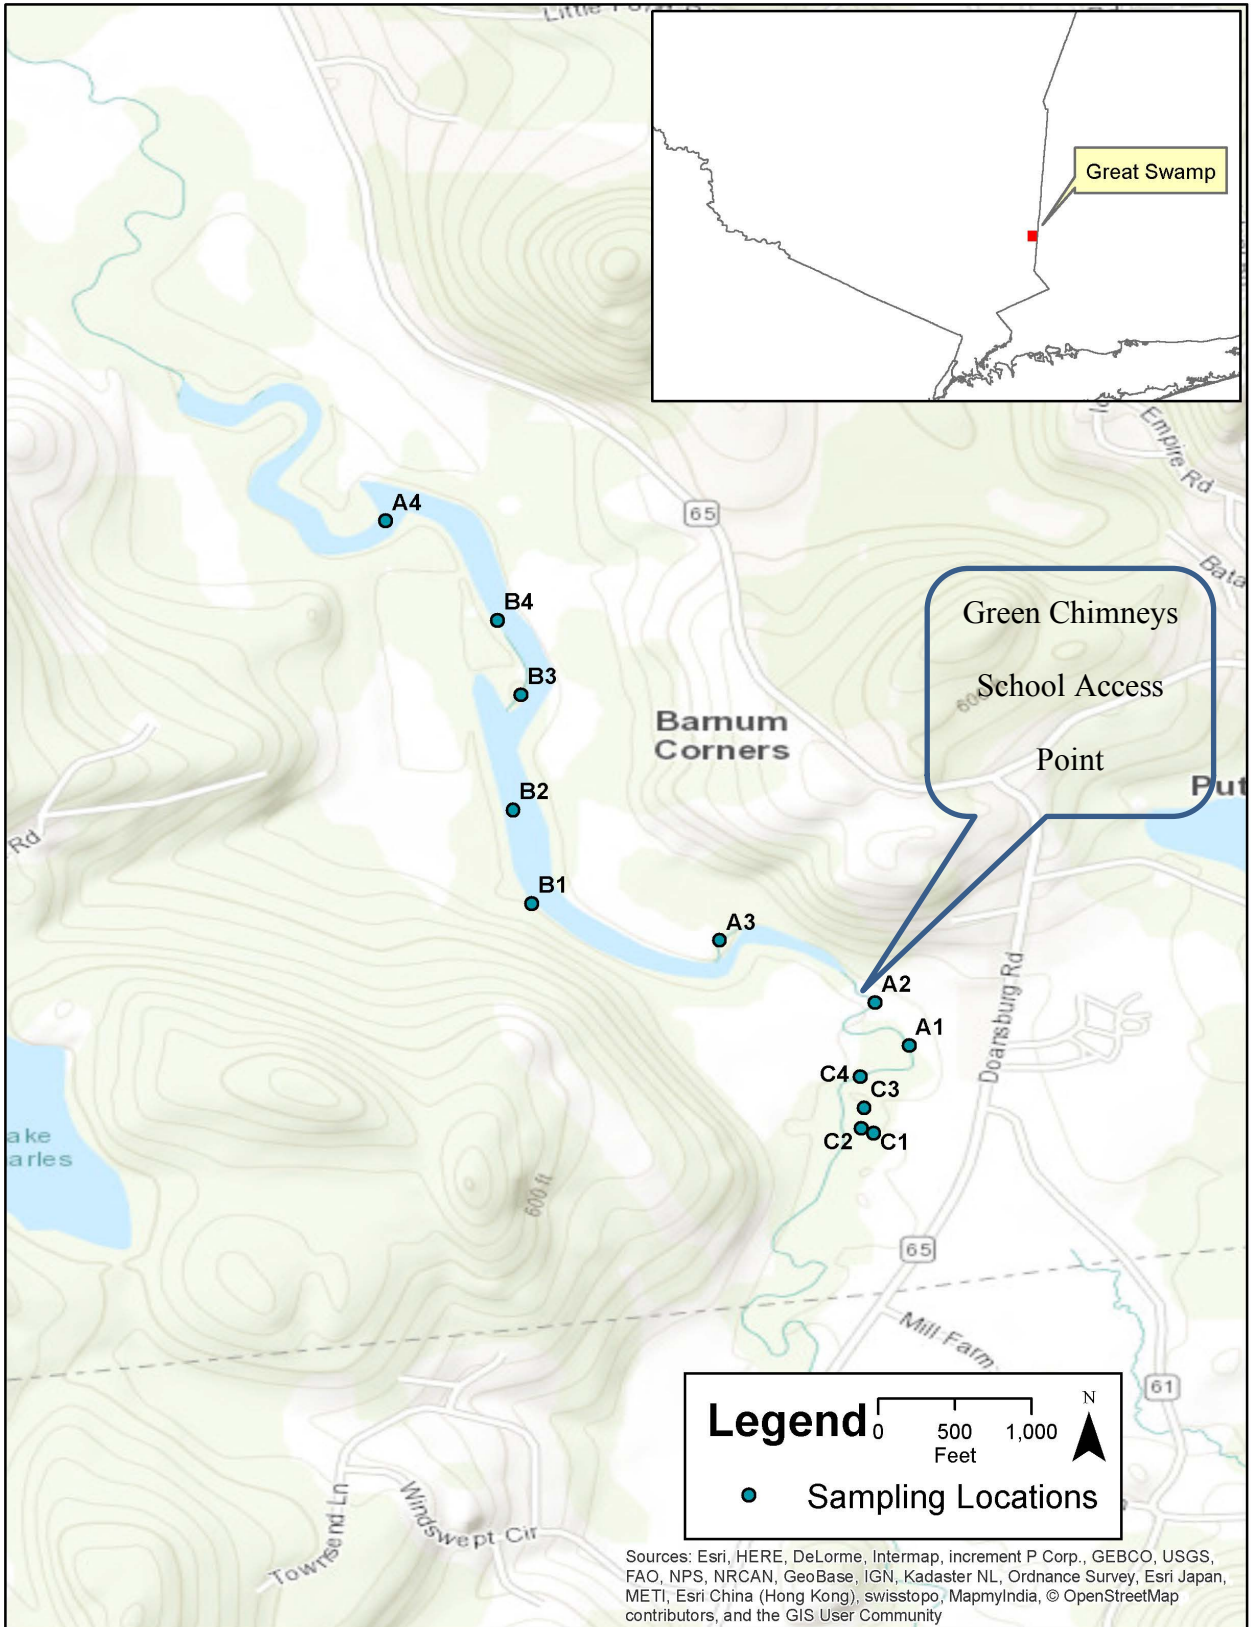 Great Swamp
Empire Rd
65
A4
Green Chimneys
School Access
Point
B4
B3
Barnum
Corners
B2
Rd
B1
A3
A2
A1
Doansburg Rd
C4
C3
C2
C1
600 ft
65
Mill Farm
61
Legend
0 500 1,000
Feet
N
Sampling Locations
Townsend Ln
Windswept Cir
Sources: Esri, HERE, DeLorme, Intermap, increment P Corp., GEBCO, USGS,
FAO, NPS, NRCAN, GeoBase, IGN, Kadaster NL, Ordnance Survey, Esri Japan,
METI, Esri China (Hong Kong), swisstopo, MapmyIndia, © OpenStreetMap
contributors, and the GIS User Community